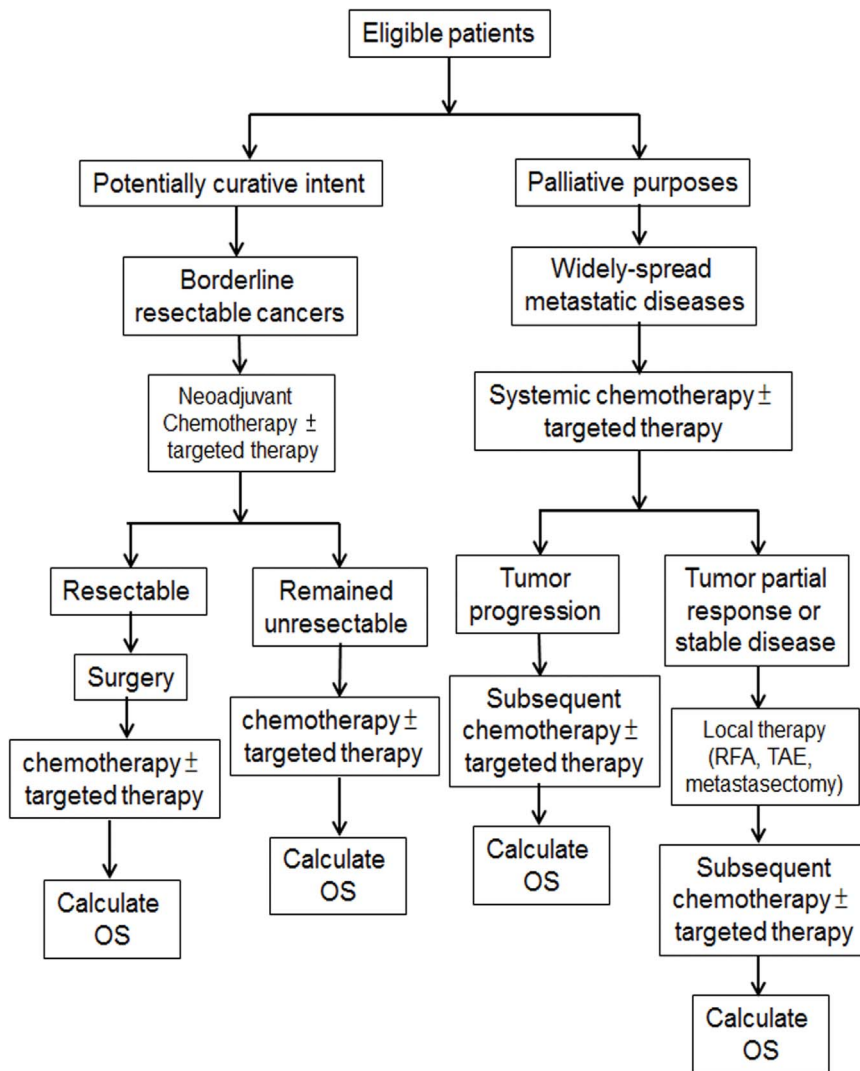 Eligible patients
Potentially curative intent
Palliative purposes
Borderline
resectable cancers
Widely-spread
metastatic diseases
Neoadjuvant
Chemotherapy ±
targeted therapy
Systemic chemotherapy ±
targeted therapy
Resectable
Remained
unresectable
Tumor
progression
Tumor partial
response or
stable disease
Surgery
chemotherapy ±
targeted therapy
chemotherapy ±
targeted therapy
Subsequent
chemotherapy ±
targeted therapy
Local therapy
(RFA, TAE,
metastasectomy)
Calculate
OS
Calculate
OS
Calculate
OS
Subsequent
chemotherapy ±
targeted therapy
Calculate
OS